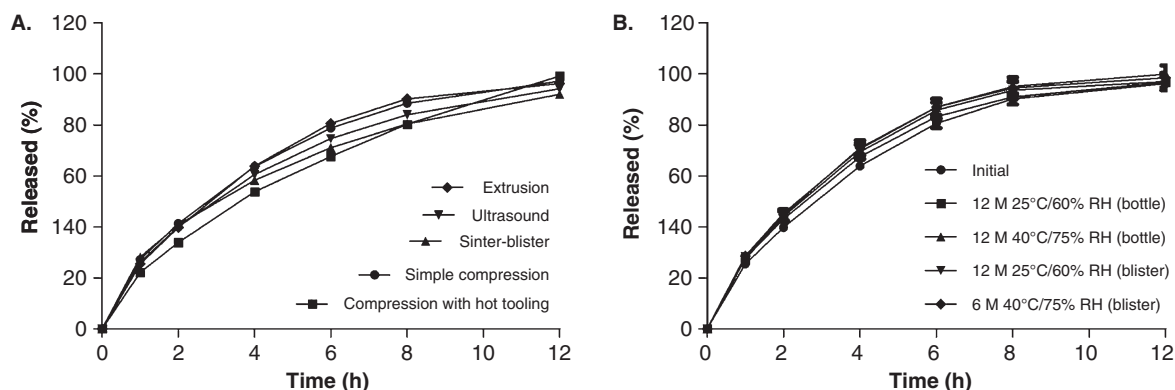 A.
120
100
80
60
140
20
0
Released (%)
0 2 4 6 8 10 12
Time (h)
Extrusion
Ultrasound
Sinter-blister
Simple compression
Compression with hot tooling
B.
120
100
80
60
140
20
0
Released (%)
0 2 4 6 8 10 12
Time (h)
Initial
12 M 25°C/60% RH (bottle)
12 M 40°C/75% RH (bottle)
12 M 25°C/60% RH (blister)
6 M 40°C/75% RH (blister)